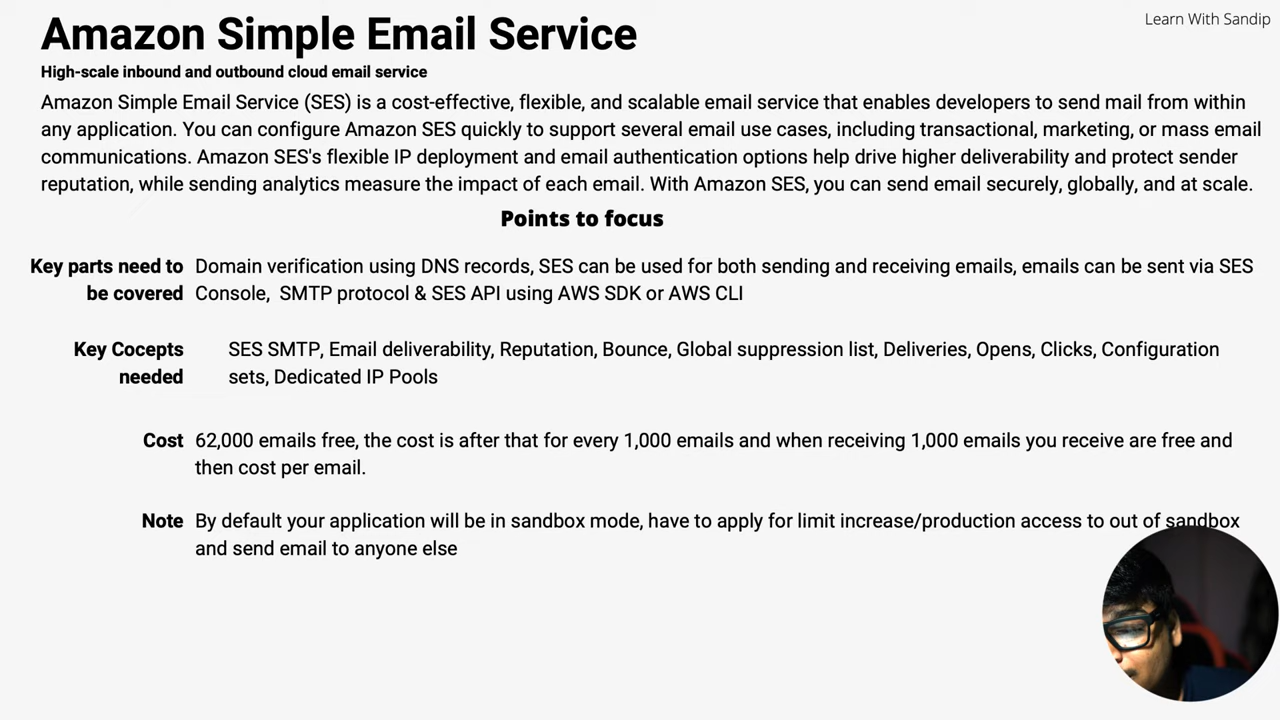 Learn With Sandip
Amazon Simple Email Service
High-scale inbound and outbound cloud email service
Amazon Simple Email Service (SES) is a cost-effective, flexible, and scalable email service that enables developers to send mail from within
any application. You can configure Amazon SES quickly to support several email use cases, including transactional, marketing, or mass email
communications. Amazon SES's flexible IP deployment and email authentication options help drive higher deliverability and protect sender
reputation, while sending analytics measure the impact of each email. With Amazon SES, you can send email securely, globally, and at scale.
Points to focus
Key parts need to be covered
Domain verification using DNS records, SES can be used for both sending and receiving emails, emails can be sent via SES
Console, SMTP protocol & SES API using AWS SDK or AWS CLI
Key Cocepts
needed
SES SMTP, Email deliverability, Reputation, Bounce, Global suppression list, Deliveries, Opens, Clicks, Configuration
sets, Dedicated IP Pools
Cost
62,000 emails free, the cost is after that for every 1,000 emails and when receiving 1,000 emails you receive are free and
then cost per email.
Note
By default your application will be in sandbox mode, have to apply for limit increase/production access to out of sandbox
and send email to anyone else